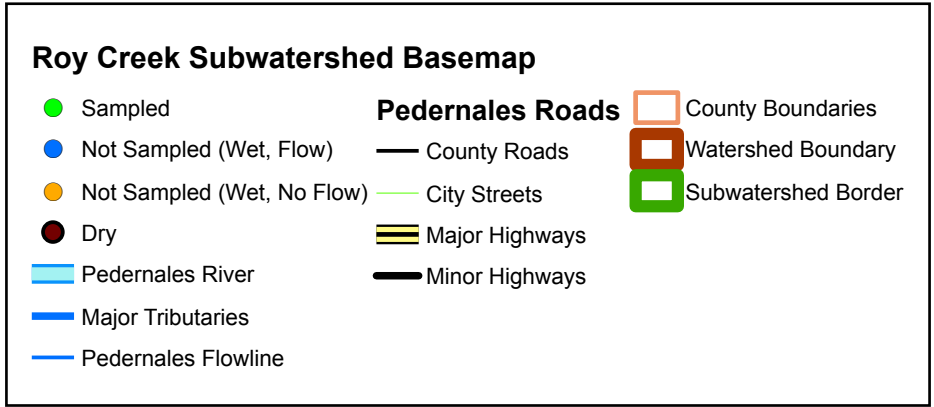 Roy Creek Subwatershed Basemap
Sampled
Not Sampled (Wet, Flow)
Not Sampled (Wet, No Flow)
Dry
Pedernales River
Major Tributaries
Pedernales Flowline
Pedernales Roads
County Roads
City Streets
Major Highways
Minor Highways
County Boundaries
Watershed Boundary
Subwatershed Border